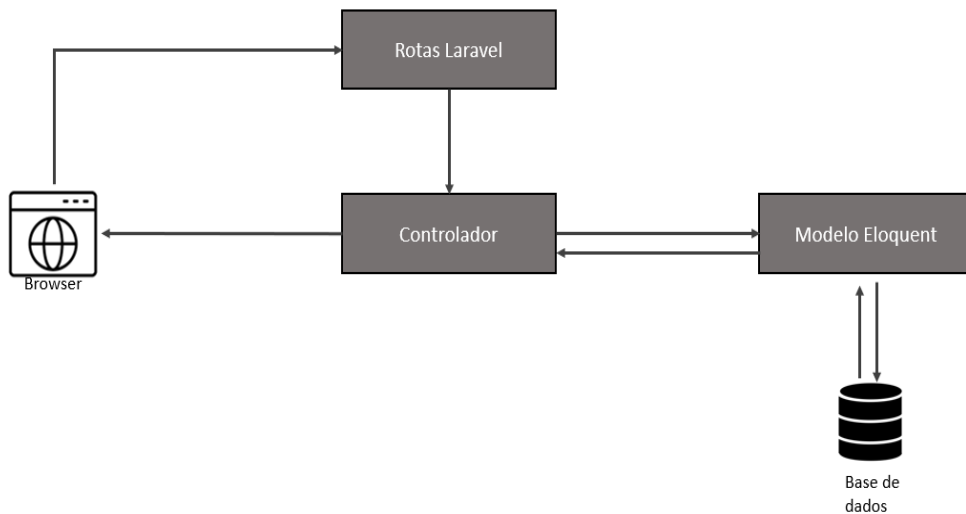 Rotas Laravel
Controlador
Modelo Eloquent
Browser
Base de
dados